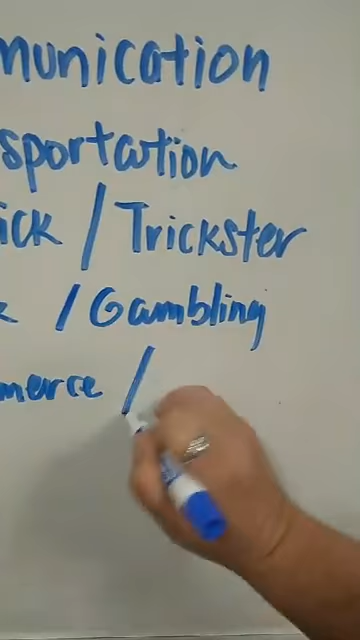 munication
sportation
ick / Trickster
/ Gambling
merce /